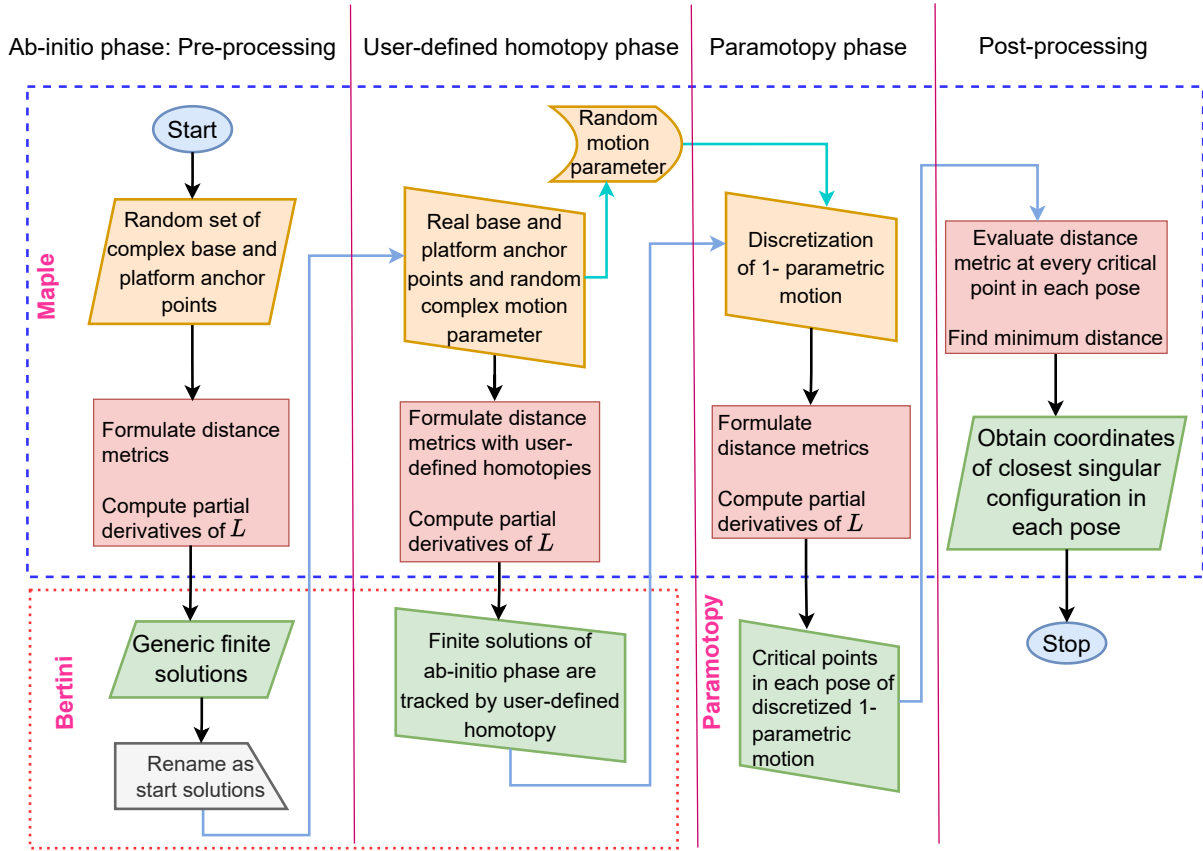 Ab-initio phase: Pre-processing
User-defined homotopy phase
Paramotopy phase
Post-processing
Maple
Start
Random set of
complex base and
platform anchor
points
Formulate distance
metrics
Compute partial
derivatives of L
Bertini
Generic finite
solutions
Rename as
start solutions
Random
motion
parameter
Real base and
platform anchor
points and random
complex motion
parameter
Formulate distance
metrics with user-
defined homotopies
Compute partial
derivatives of L
Finite solutions of
ab-initio phase are
tracked by user-defined
homotopy
Discretization
of 1- parametric
motion
Formulate
distance metrics
Compute partial
derivatives of L
Paramotopy
Critical points
in each pose of
discretized 1-
parametric
motion
Evaluate distance
metric at every critical
point in each pose
Find minimum distance
Obtain coordinates
of closest singular
configuration in
each pose
Stop